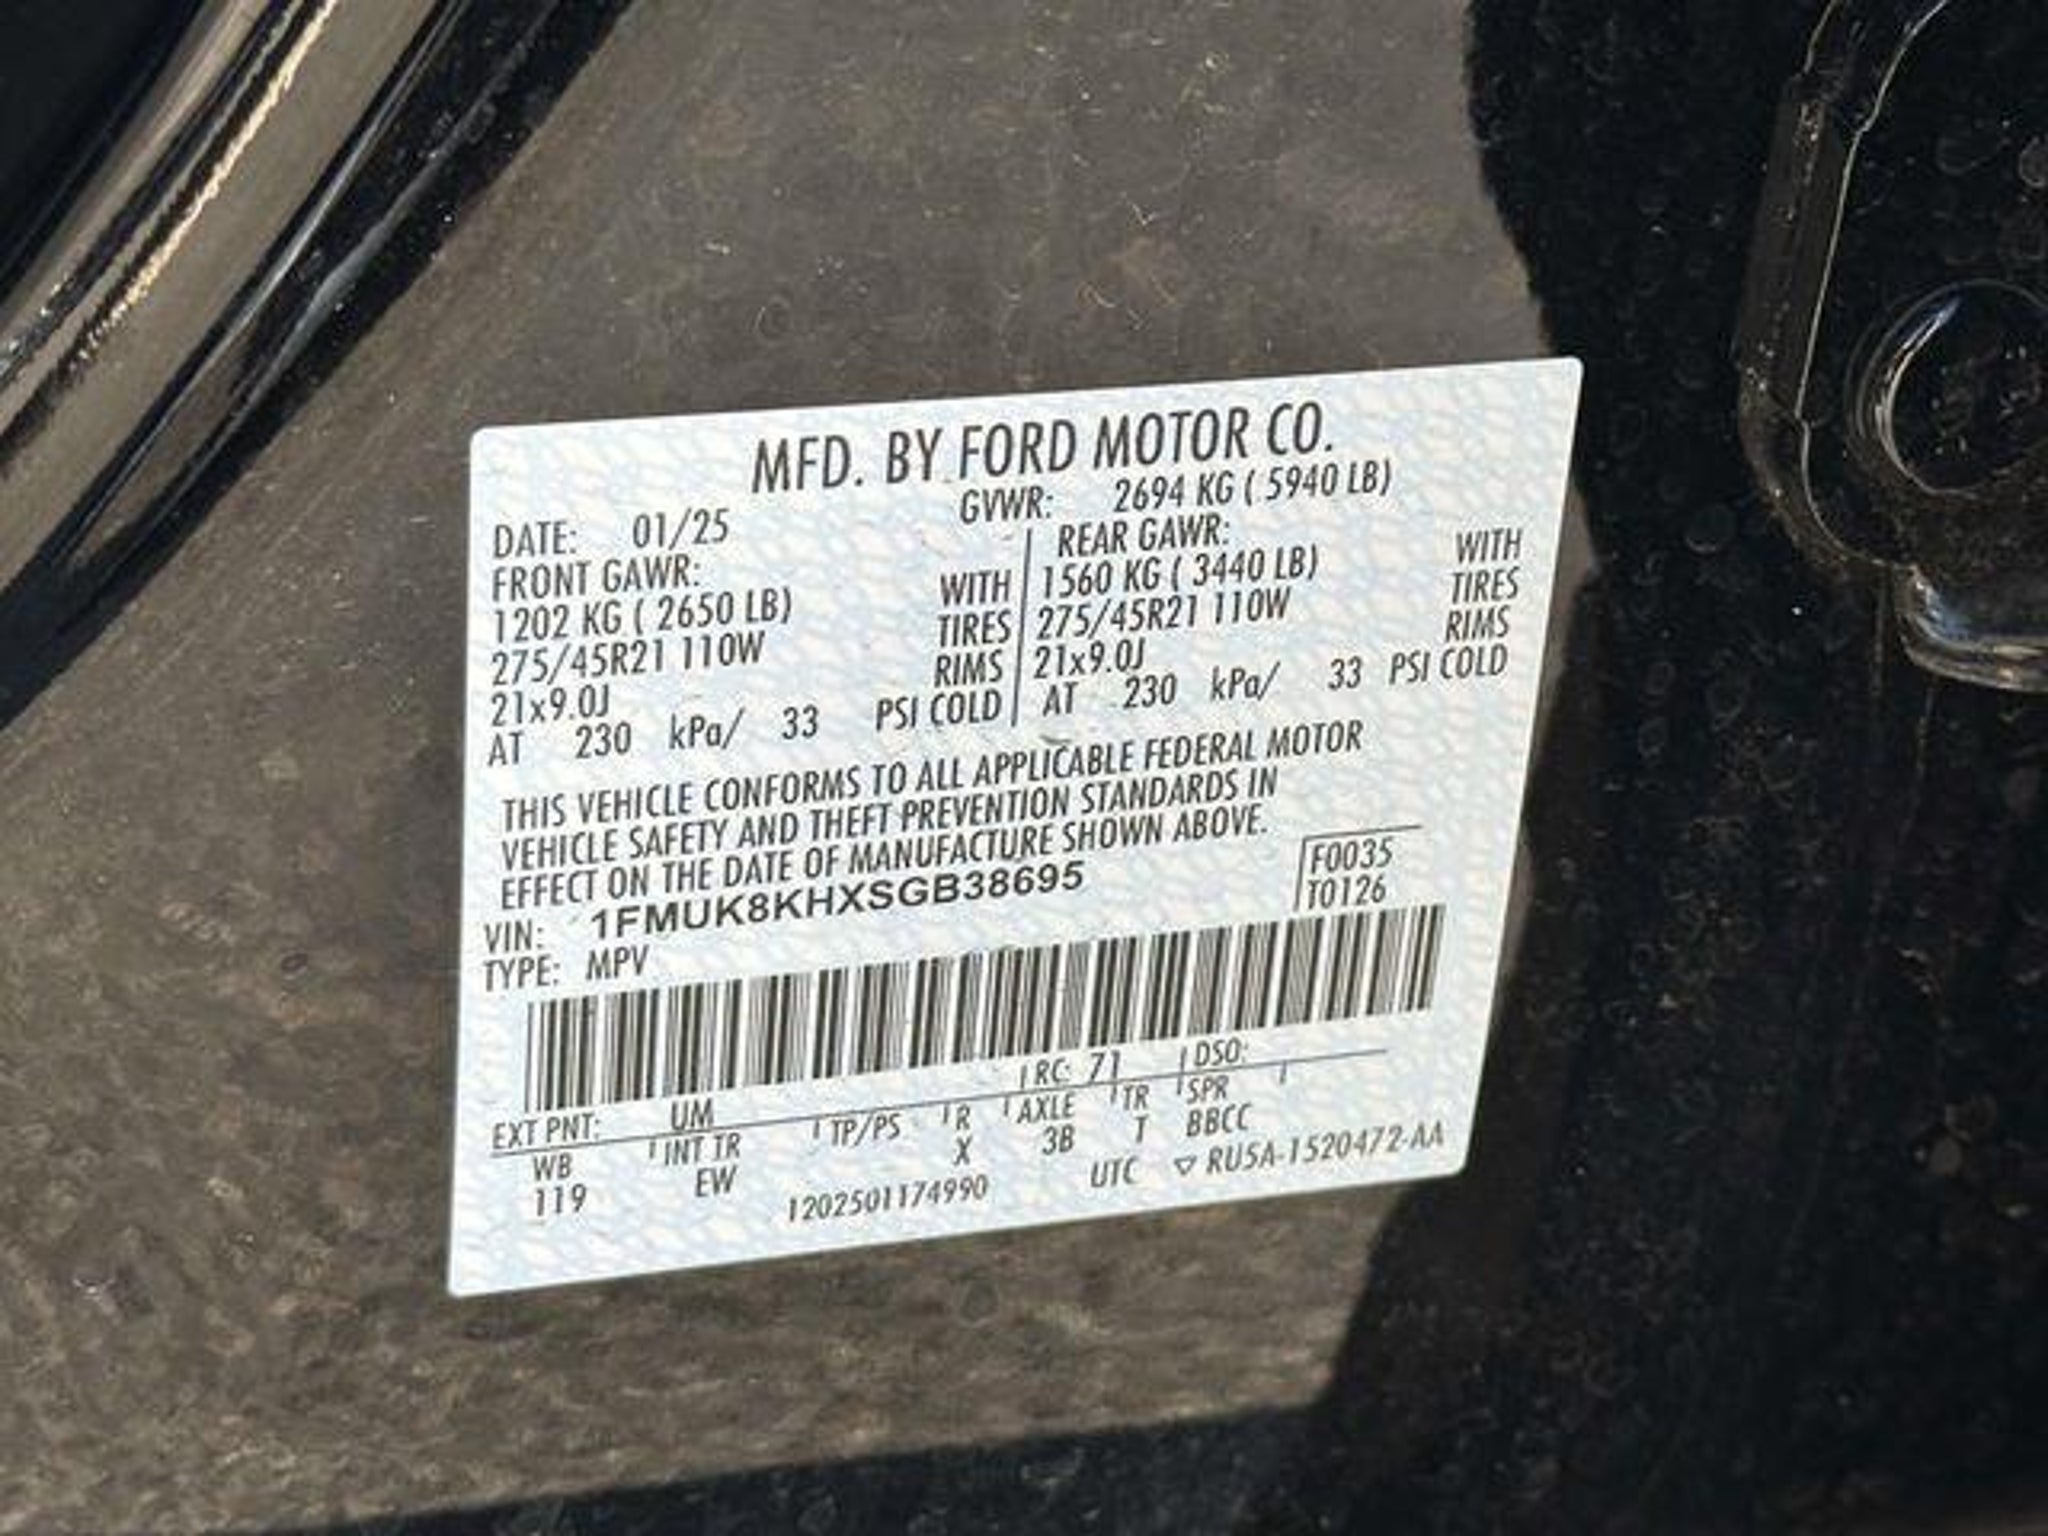 MFD. BY FORD MOTOR CO.
DATE: 01/25 GVWR: 2694 KG ( 5940 LB)
FRONT GAWR: REAR GAWR:
1202 KG ( 2650 LB) WITH 1560 KG ( 3440 LB) WITH
275/45R21 110W TIRES 275/45R21 110W TIRES
21x9.0J RIMS 21x9.0J RIMS
AT 230 kPa/ 33 PSI COLD AT 230 kPa/ 33 PSI COLD
THIS VEHICLE CONFORMS TO ALL APPLICABLE FEDERAL MOTOR
VEHICLE SAFETY AND THEFT PREVENTION STANDARDS IN
EFFECT ON THE DATE OF MANUFACTURE SHOWN ABOVE.
VIN: 1FMUK8KHXSGB38695 F0035
TYPE: MPV T0126
EXT PNT: UM RC: 71 DSO:
WB INT TR TP/PS R AXLE TR SPR
119 EW X 3B T BBCC
1202501174990 UTC ▽ RU5A-1520472-AA